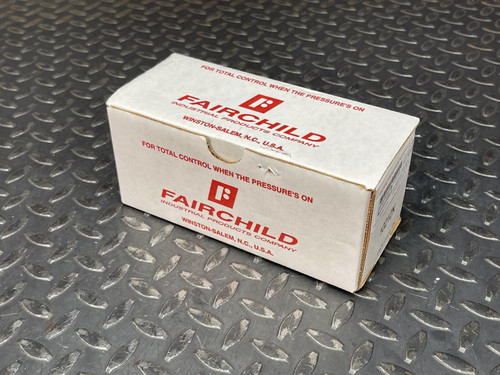 FOR TOTAL CONTROL WHEN THE PRESSURE'S ON
FAIRCHILD
INDUSTRIAL PRODUCTS COMPANY
WINSTON-SALEM, N.C., U.S.A.
FOR TOTAL CONTROL WHEN THE PRESSURE'S ON
FAIRCHILD
INDUSTRIAL PRODUCTS COMPANY
WINSTON-SALEM, N.C., U.S.A.